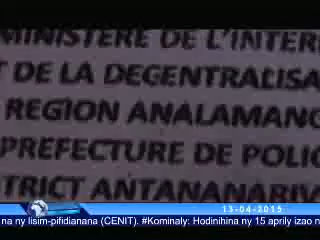 MINISTERE DE L'INTER
T DE LA DECENTRALISA
REGION ANALAMANG
PREFECTURE DE POLIC
STRICT ANTANANARIV
13-04-2015
na ny lisim-pifidianana (CENIT). #Kominaly: Hodinihina ny 15 aprily izao n